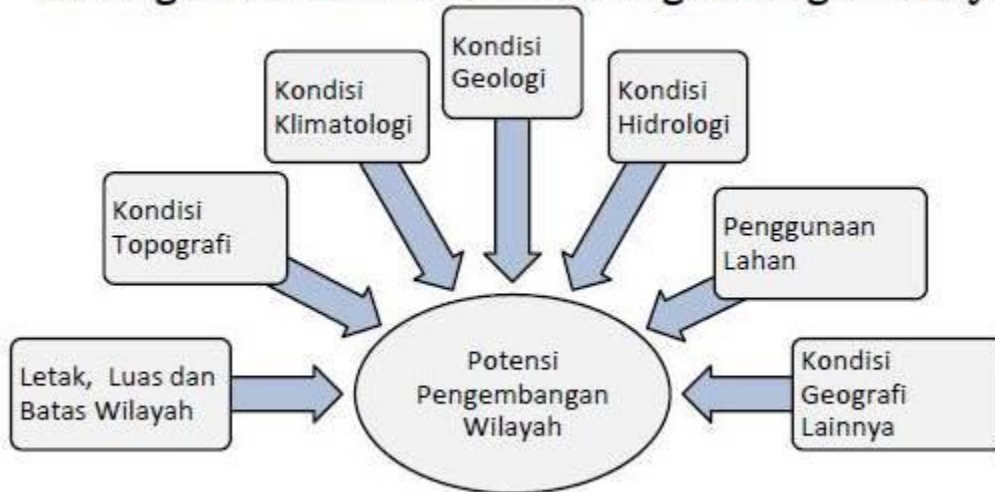 Kondisi
Geologi
Kondisi
Klimatologi
Kondisi
Hidrologi
Kondisi
Topografi
Penggunaan
Lahan
Letak, Luas dan
Batas Wilayah
Potensi
Pengembangan
Wilayah
Kondisi
Geografi
Lainnya